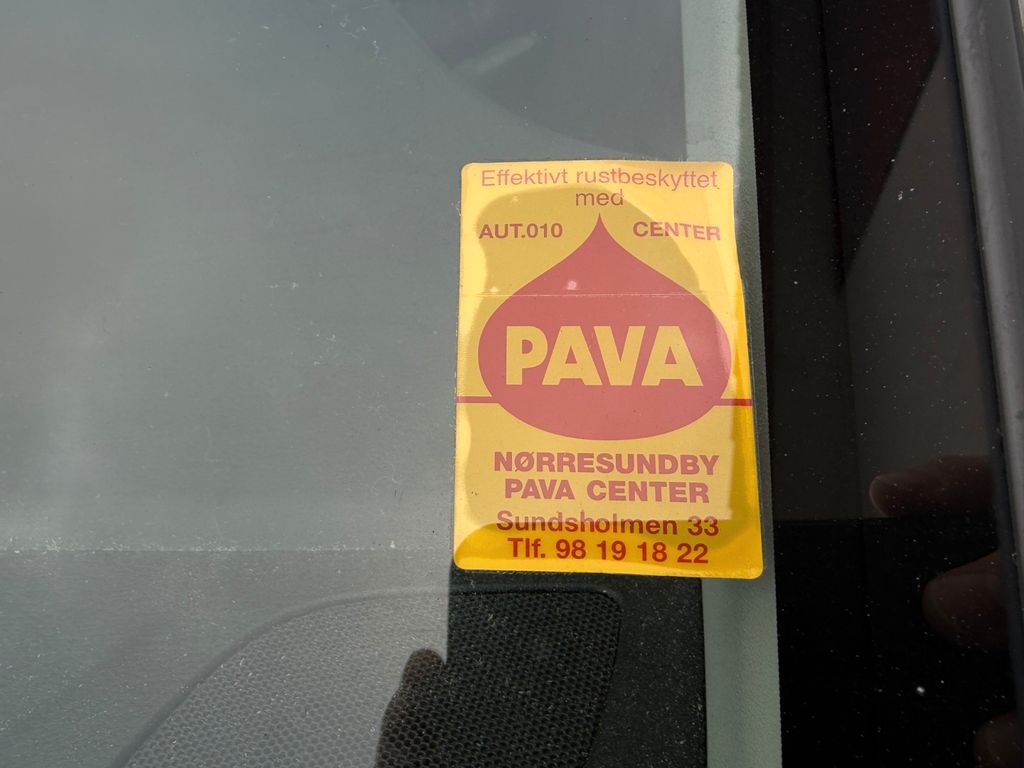 Effektivt rustbeskyttet
med
AUT.010 CENTER
PAVA
NØRRESUNDBY
PAVA CENTER
Sundsholmen 33
Tlf. 98 19 18 22